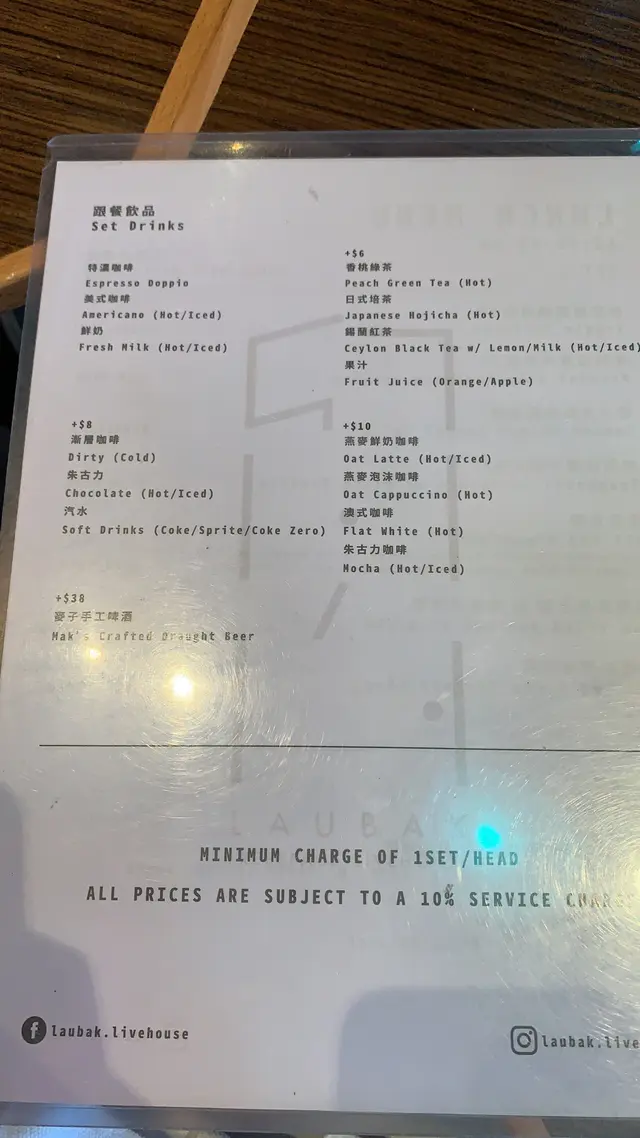 跟餐飲品
Set Drinks
特濃咖啡
Espresso Doppio
美式咖啡
Americano (Hot/Iced)
鮮奶
Fresh Milk (Hot/Iced)
+$6
香桃綠茶
Peach Green Tea (Hot)
日式培茶
Japanese Hojicha (Hot)
錫蘭紅茶
Ceylon Black Tea w/ Lemon/Milk (Hot/Iced)
果汁
Fruit Juice (Orange/Apple)
+$8
漸層咖啡
Dirty (Cold)
朱古力
Chocolate (Hot/Iced)
汽水
Soft Drinks (Coke/Sprite/Coke Zero)
+$10
燕麥鮮奶咖啡
Oat Latte (Hot/Iced)
燕麥泡沫咖啡
Oat Cappuccino (Hot)
澳式咖啡
Flat White (Hot)
朱古力咖啡
Mocha (Hot/Iced)
+$38
麥子手工啤酒
Mak's Crafted Draught Beer
LAUBAK
MINIMUM CHARGE OF 1SET/HEAD
ALL PRICES ARE SUBJECT TO A 10% SERVICE CHARGE
laubak.livehouse
laubak.live